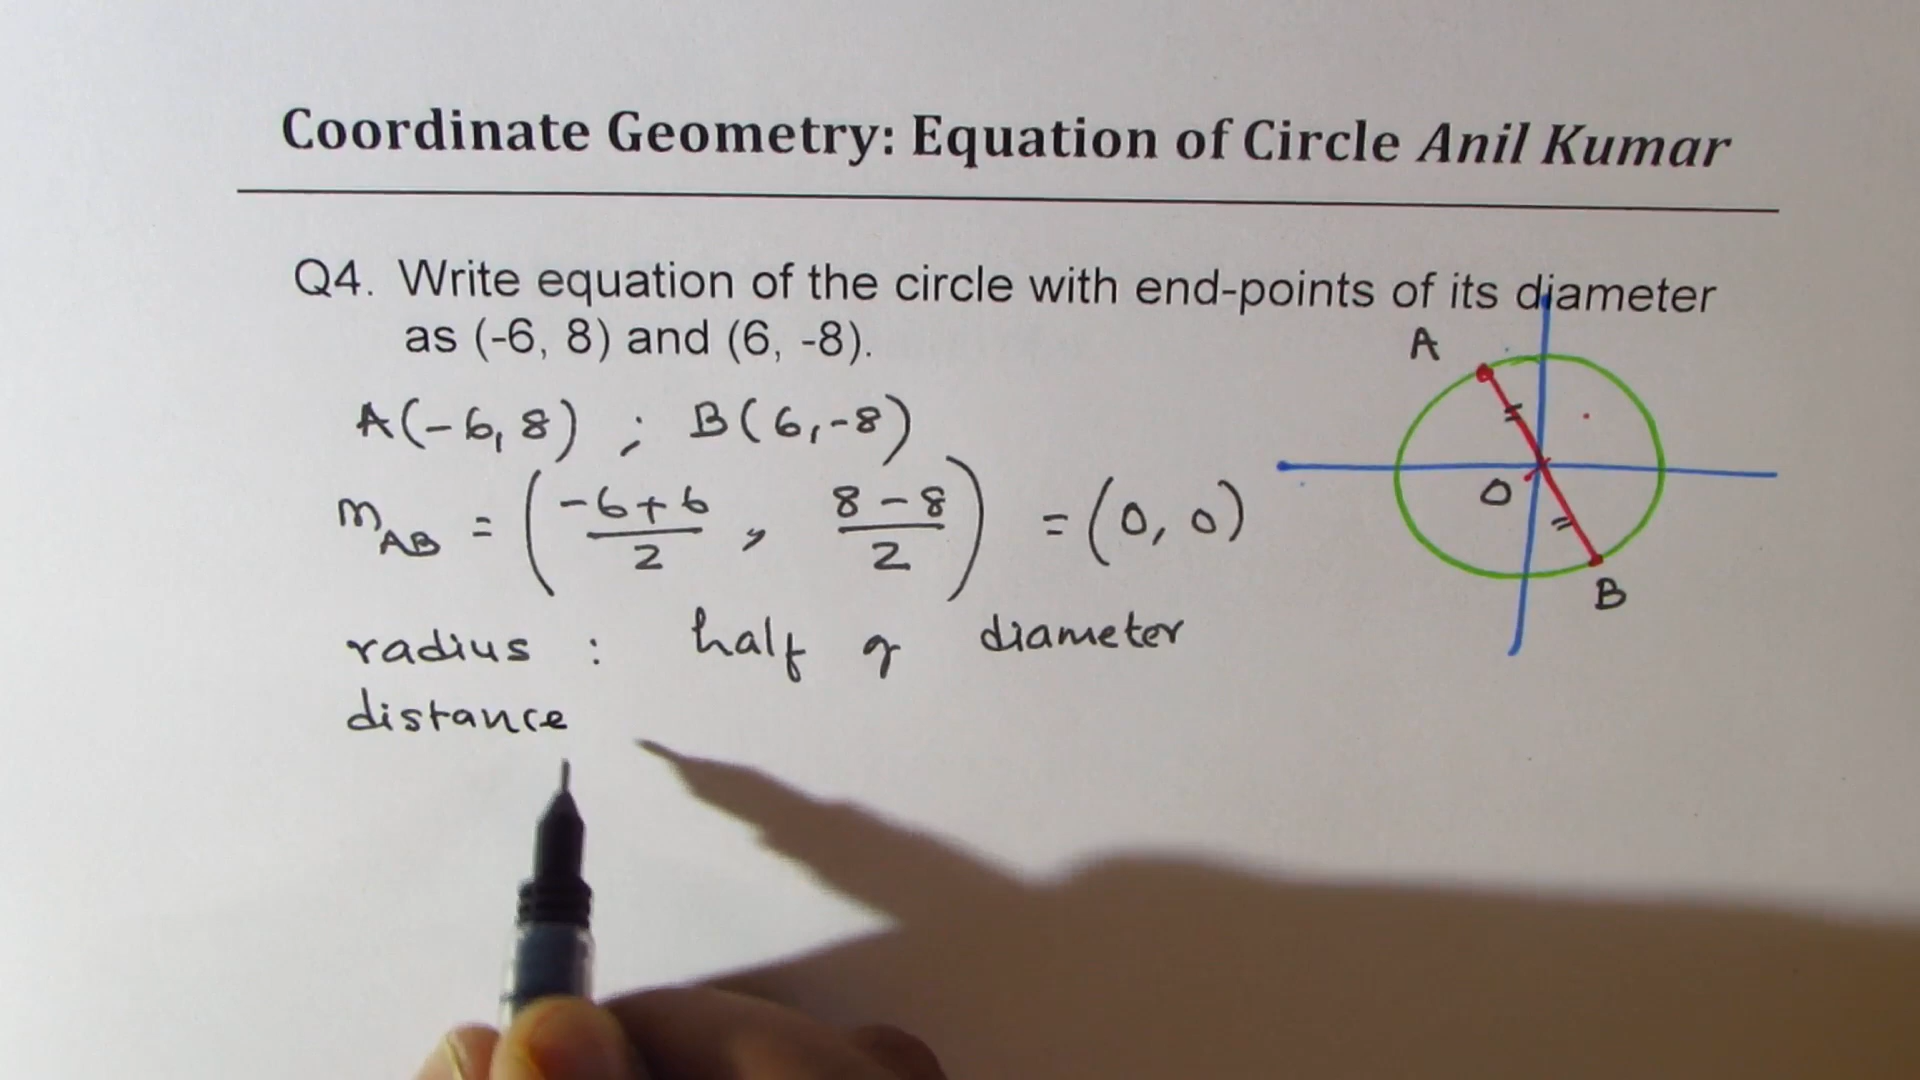 Coordinate Geometry: Equation of Circle Anil Kumar
Q4. Write equation of the circle with end-points of its diameter
as (-6, 8) and (6, -8).
A(-6, 8) ; B(6, -8)
m_AB = ( (-6+6)/2 , (8-8)/2 ) = (0, 0)
radius : half of diameter
distance
A
O
B